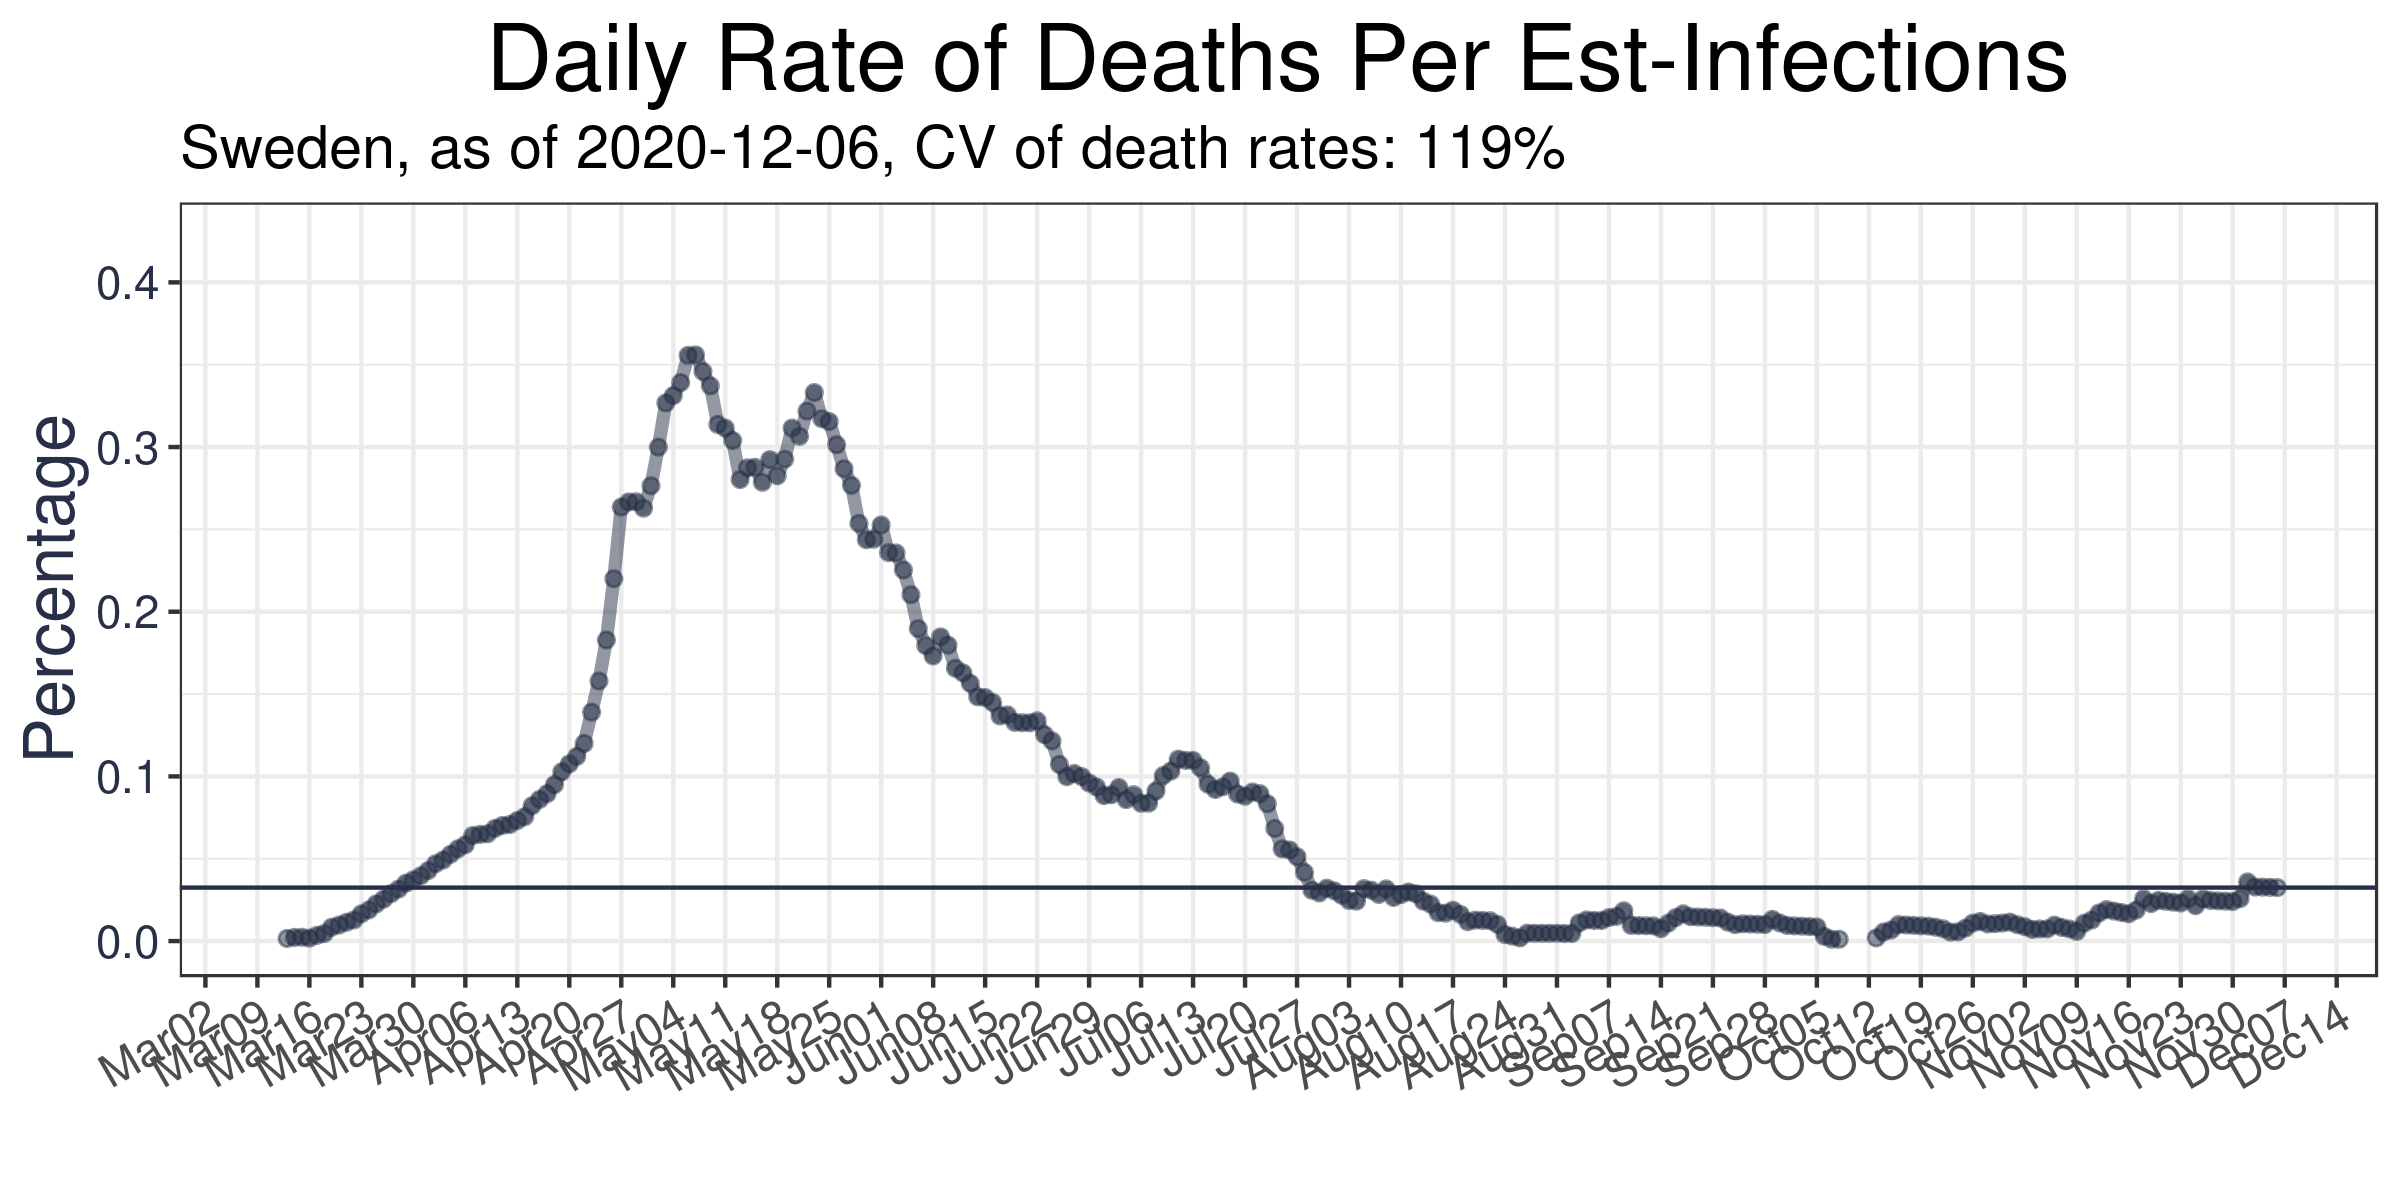 Daily Rate of Deaths Per Est-Infections
Sweden, as of 2020-12-06, CV of death rates: 119%
Percentage
0.4
0.3
0.2
0.1
0.0
Mar02
Mar09
Mar16
Mar23
Mar30
Apr06
Apr13
Apr20
Apr27
May04
May11
May18
May25
Jun01
Jun08
Jun15
Jun22
Jun29
Jul06
Jul13
Jul20
Jul27
Aug03
Aug10
Aug17
Aug24
Aug31
Sep07
Sep14
Sep21
Sep28
Oct05
Oct12
Oct19
Oct26
Nov02
Nov09
Nov16
Nov23
Nov30
Dec07
Dec14